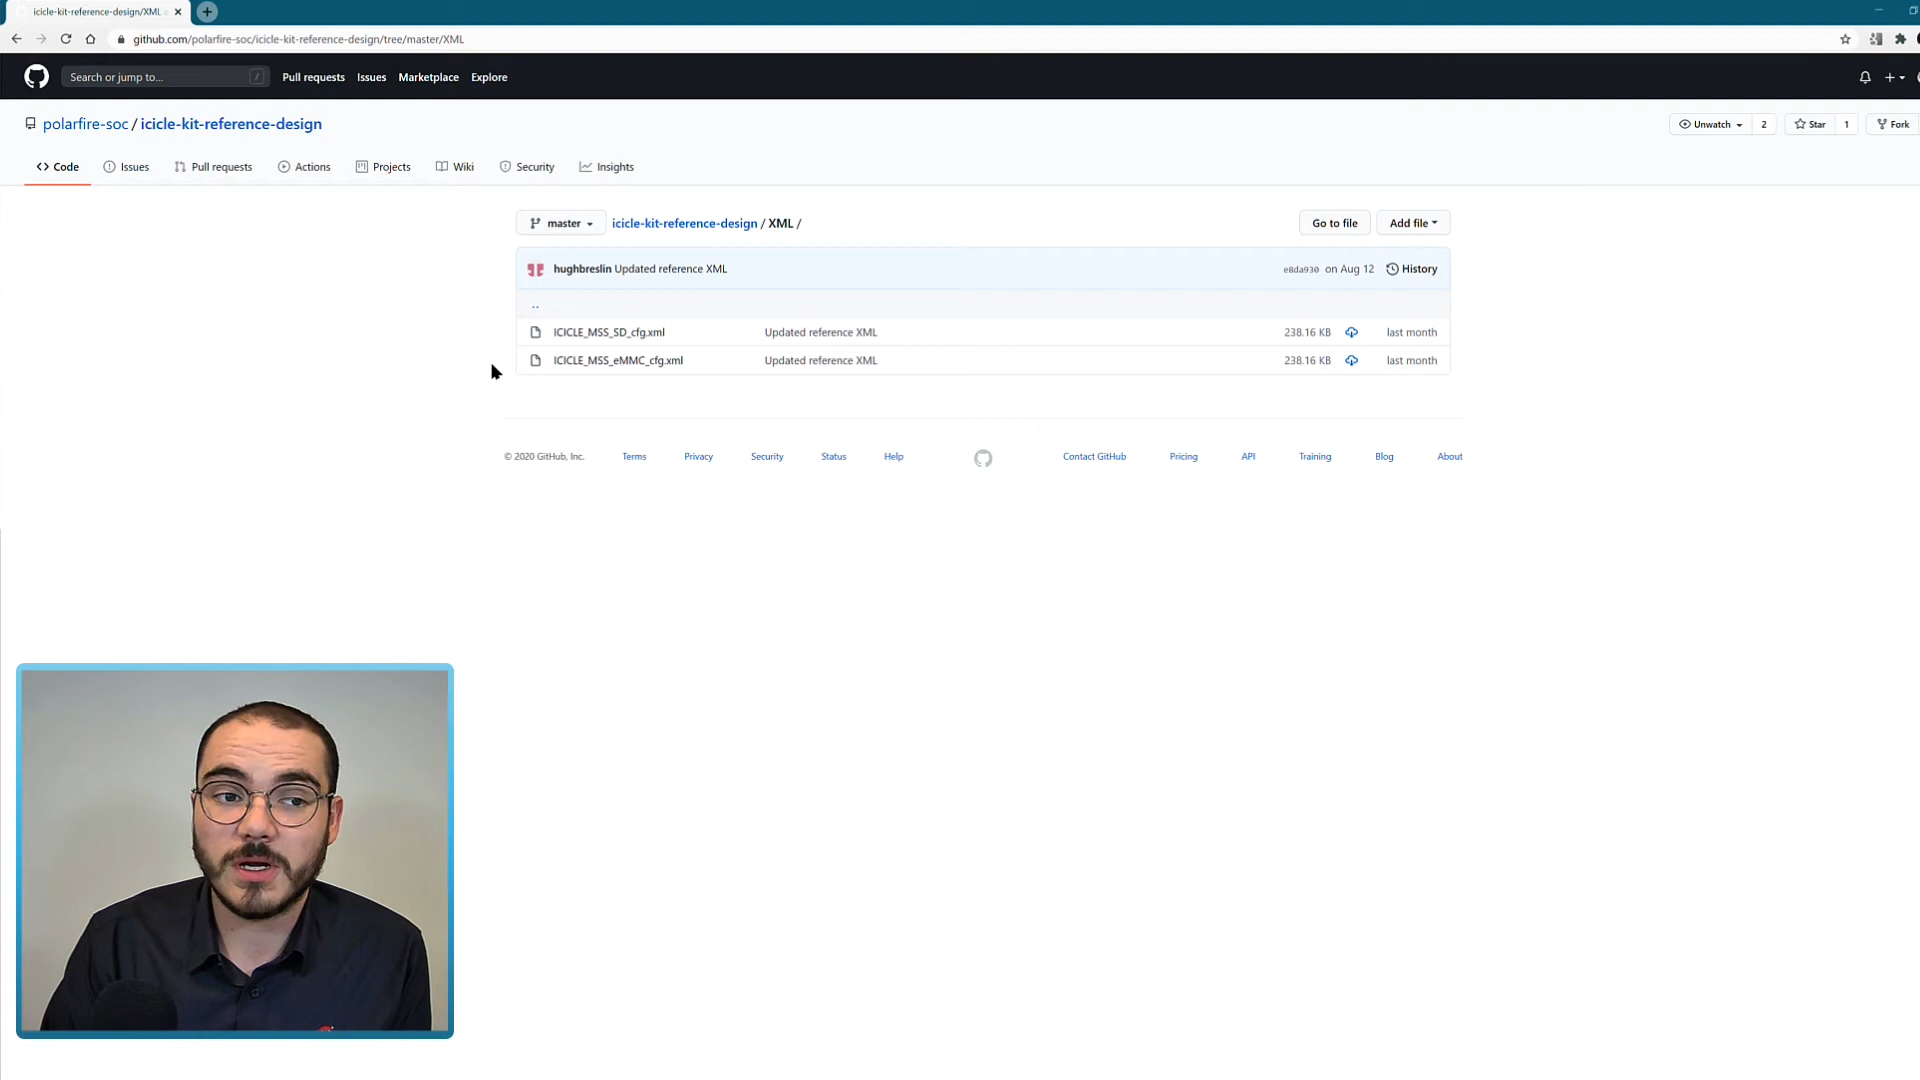 icicle-kit-reference-design/XML
github.com/polarfire-soc/icicle-kit-reference-design/tree/master/XML
Search or jump to... /
Pull requests Issues Marketplace Explore
polarfire-soc / icicle-kit-reference-design
Unwatch 2 Star 1 Fork
Code Issues Pull requests Actions Projects Wiki Security Insights
master icicle-kit-reference-design / XML / Go to file Add file
hughbreslin Updated reference XML e8da930 on Aug 12 History
..
ICICLE_MSS_SD_cfg.xml Updated reference XML 238.16 KB last month
ICICLE_MSS_eMMC_cfg.xml Updated reference XML 238.16 KB last month
© 2020 GitHub, Inc. Terms Privacy Security Status Help Contact GitHub Pricing API Training Blog About